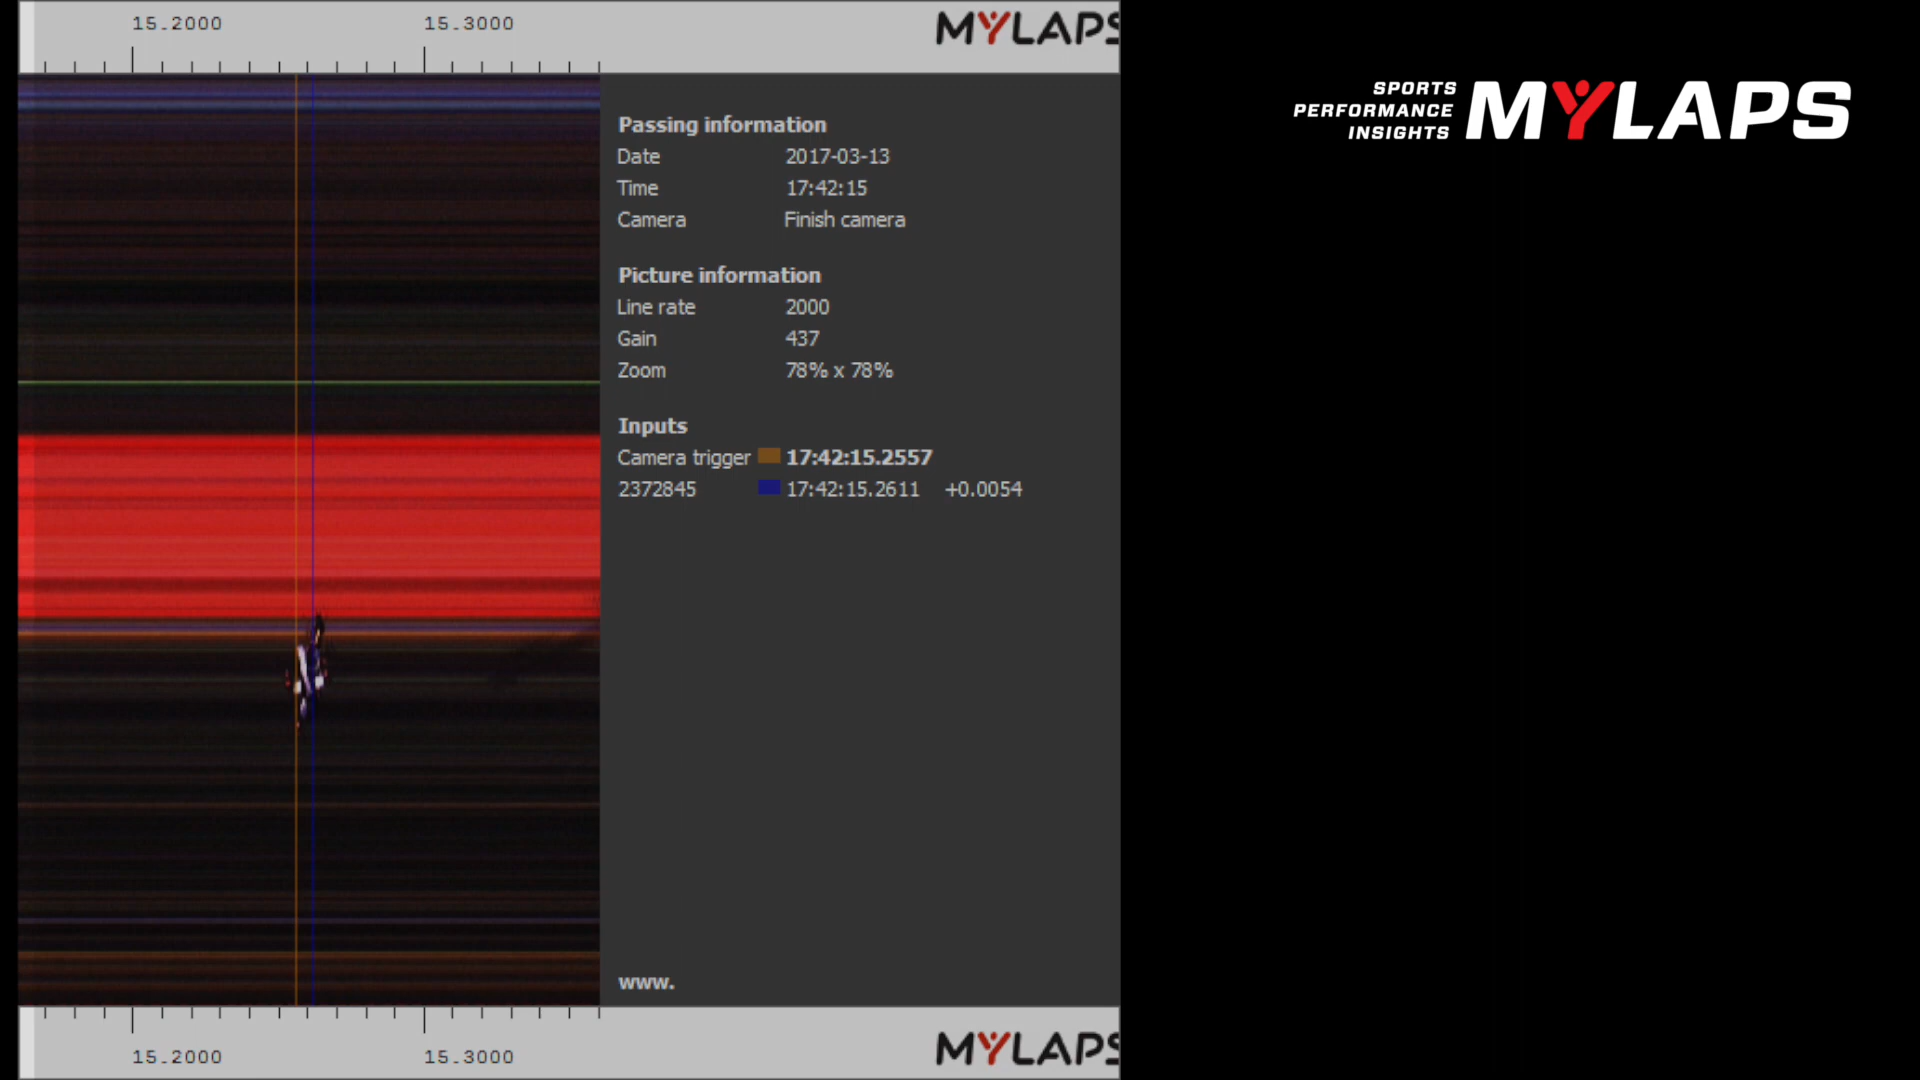 15.2000 15.3000 MYLAPS
SPORTS
PERFORMANCE
INSIGHTS
MYLAPS
Passing information
Date 2017-03-13
Time 17:42:15
Camera Finish camera
Picture information
Line rate 2000
Gain 437
Zoom 78% x 78%
Inputs
Camera trigger 17:42:15.2557
2372845 17:42:15.2611 +0.0054
www.
15.2000 15.3000 MYLAPS